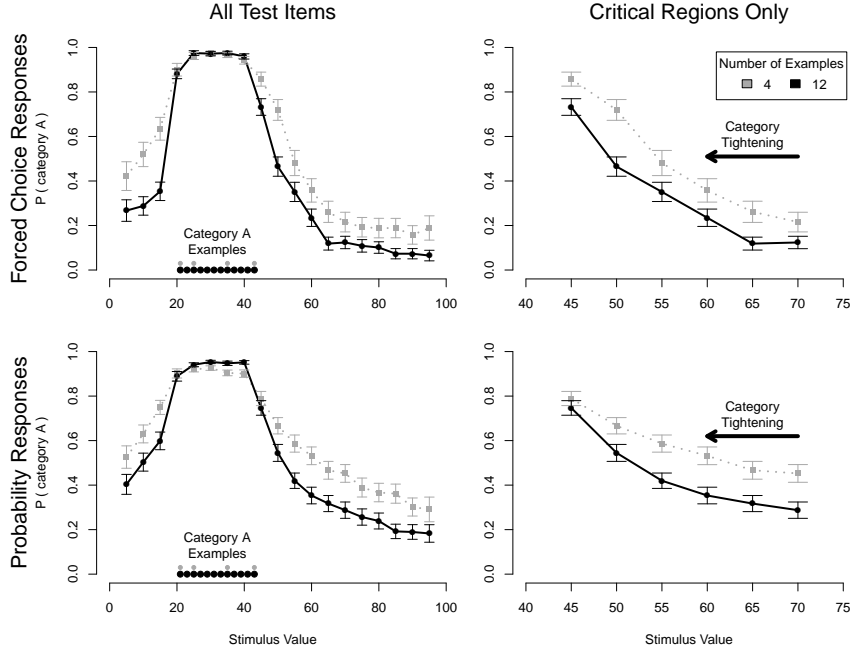 All Test Items
Critical Regions Only
Forced Choice Responses
P ( category A )
1.0
0.8
0.6
0.4
0.2
0.0
Category A
Examples
0 20 40 60 80 100
Number of Examples
4 12
Category
Tightening
1.0
0.8
0.6
0.4
0.2
0.0
40 45 50 55 60 65 70 75
Probability Responses
P ( category A )
1.0
0.8
0.6
0.4
0.2
0.0
Category A
Examples
0 20 40 60 80 100
Stimulus Value
1.0
0.8
0.6
0.4
0.2
0.0
Category
Tightening
40 45 50 55 60 65 70 75
Stimulus Value